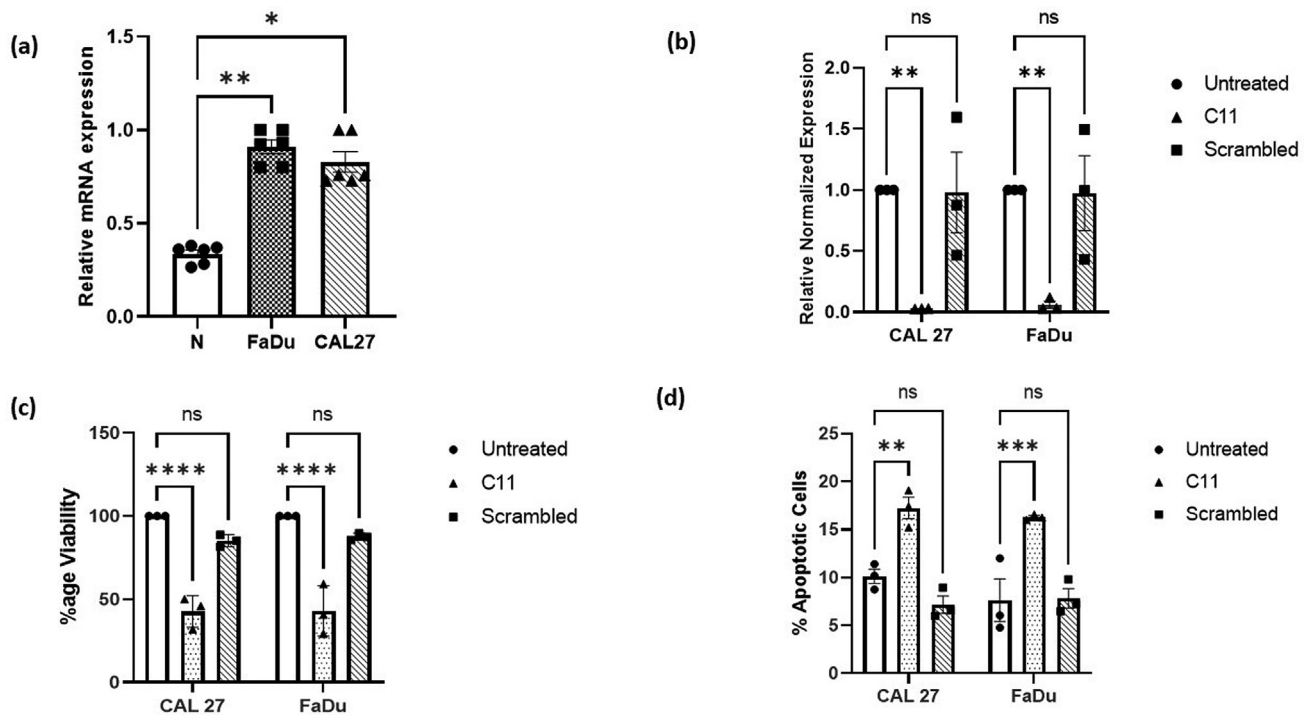 (a)
Relative mRNA expression
1.5
1.0
0.5
0.0
*
**
N
FaDu
CAL27
(b)
Relative Normalized Expression
2.0
1.5
1.0
0.5
0.0
ns
ns
**
**
CAL 27
FaDu
Untreated
C11
Scrambled
(c)
%age Viability
150
100
50
0
ns
ns
****
****
CAL 27
FaDu
Untreated
C11
Scrambled
(d)
% Apoptotic Cells
25
20
15
10
5
0
ns
ns
**
***
CAL 27
FaDu
Untreated
C11
Scrambled